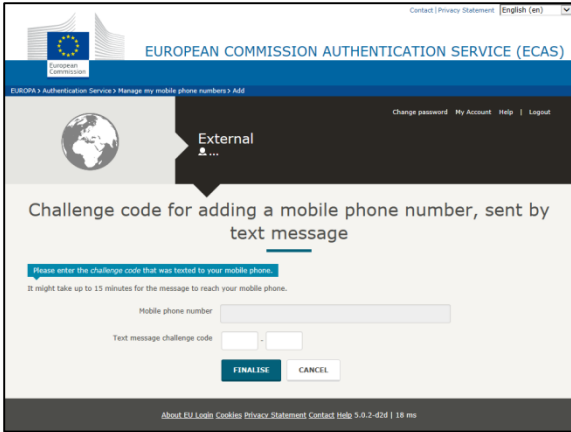 Contact | Privacy Statement English (en)
EUROPEAN COMMISSION AUTHENTICATION SERVICE (ECAS)
European
Commission
EUROPA > Authentication Service > Manage my mobile phone numbers > Add
Change password My Account Help | Logout
External
...
Challenge code for adding a mobile phone number, sent by
text message
Please enter the challenge code that was texted to your mobile phone.
It might take up to 15 minutes for the message to reach your mobile phone.
Mobile phone number
Text message challenge code -
FINALISE CANCEL
About EU Login Cookies Privacy Statement Contact Help 5.0.2-d2d | 18 ms